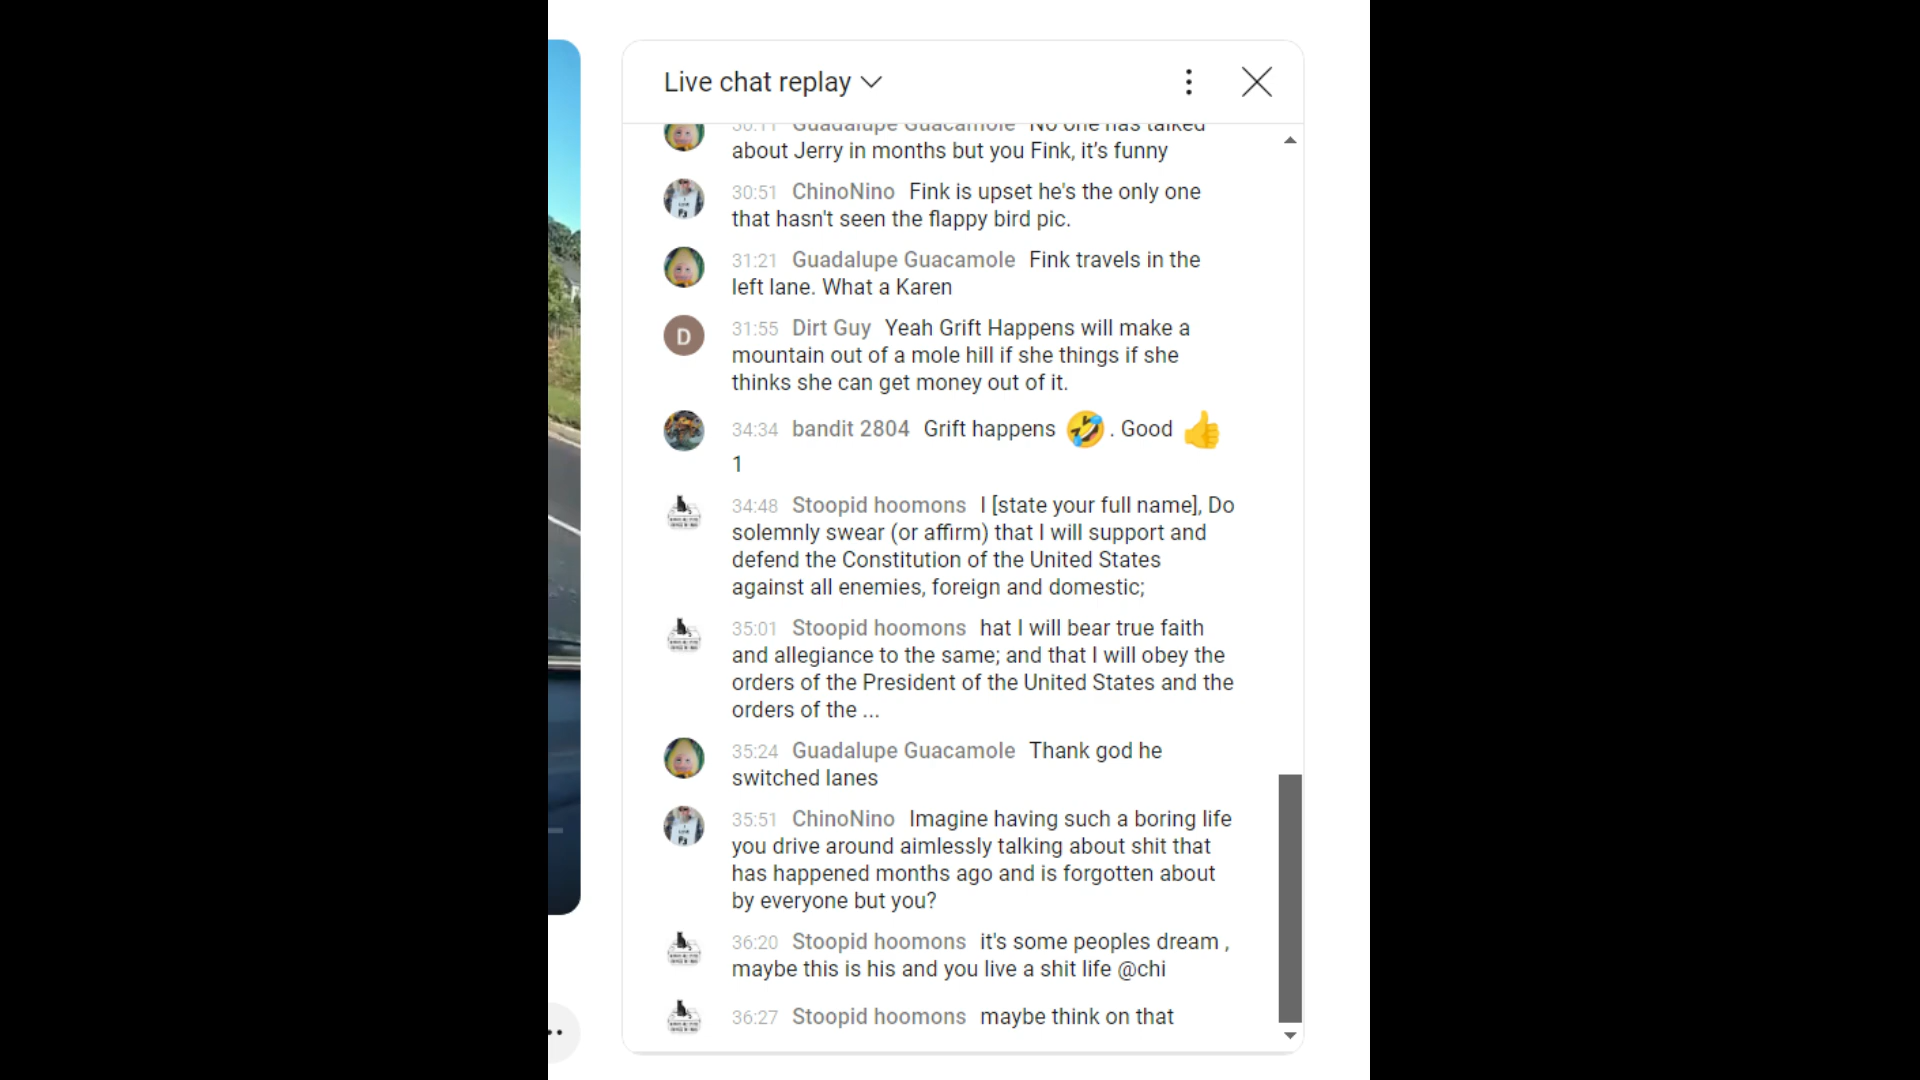 Live chat replay
30:11 Guadalupe Guacamole No one has talked
about Jerry in months but you Fink, it’s funny
30:51 ChinoNino Fink is upset he's the only one
that hasn't seen the flappy bird pic.
31:21 Guadalupe Guacamole Fink travels in the
left lane. What a Karen
D
31:55 Dirt Guy Yeah Grift Happens will make a
mountain out of a mole hill if she things if she
thinks she can get money out of it.
34:34 bandit 2804 Grift happens 🤣. Good 👍
1
34:48 Stoopid hoomons I [state your full name], Do
solemnly swear (or affirm) that I will support and
defend the Constitution of the United States
against all enemies, foreign and domestic;
35:01 Stoopid hoomons hat I will bear true faith
and allegiance to the same; and that I will obey the
orders of the President of the United States and the
orders of the ...
35:24 Guadalupe Guacamole Thank god he
switched lanes
35:51 ChinoNino Imagine having such a boring life
you drive around aimlessly talking about shit that
has happened months ago and is forgotten about
by everyone but you?
36:20 Stoopid hoomons it's some peoples dream ,
maybe this is his and you live a shit life @chi
36:27 Stoopid hoomons maybe think on that